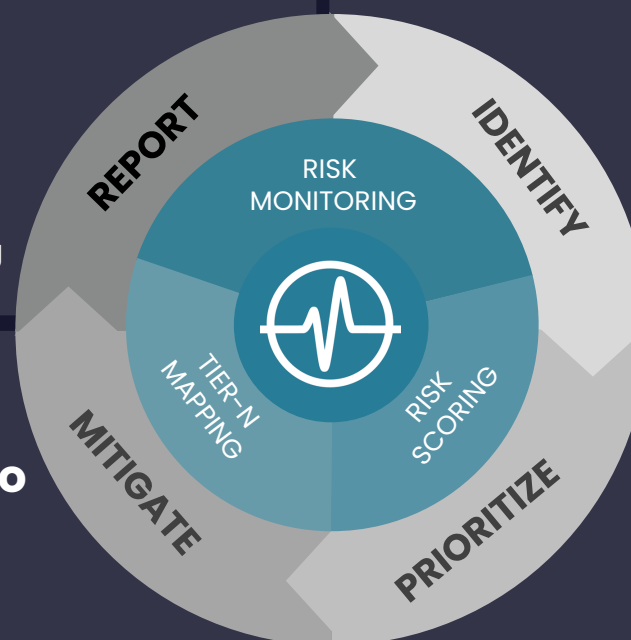 REPORT
IDENTIFY
RISK
MONITORING
TIER-N
MAPPING
RISK
SCORING
MITIGATE
PRIORITIZE
o